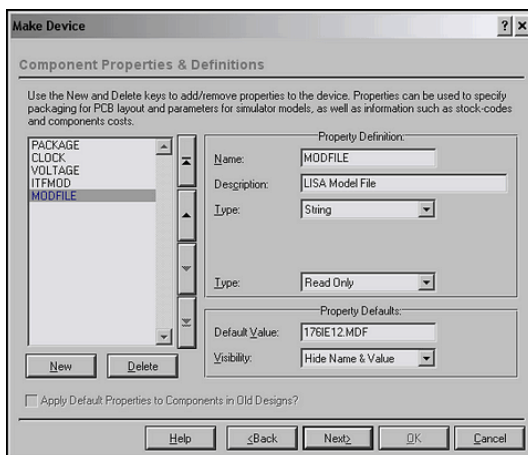 Make Device
Component Properties & Definitions
Use the New and Delete keys to add/remove properties to the device. Properties can be used to specify
packaging for PCB layout and parameters for simulator models, as well as information such as stock-codes
and components costs.
PACKAGE
CLOCK
VOLTAGE
ITFMOD
MODFILE
New
Delete
Property Definition:
Name: MODFILE
Description: LISA Model File
Type: String
Type: Read Only
Property Defaults:
Default Value: 176IE12.MDF
Visibility: Hide Name & Value
Apply Default Properties to Components in Old Designs?
Help <Back Next> OK Cancel